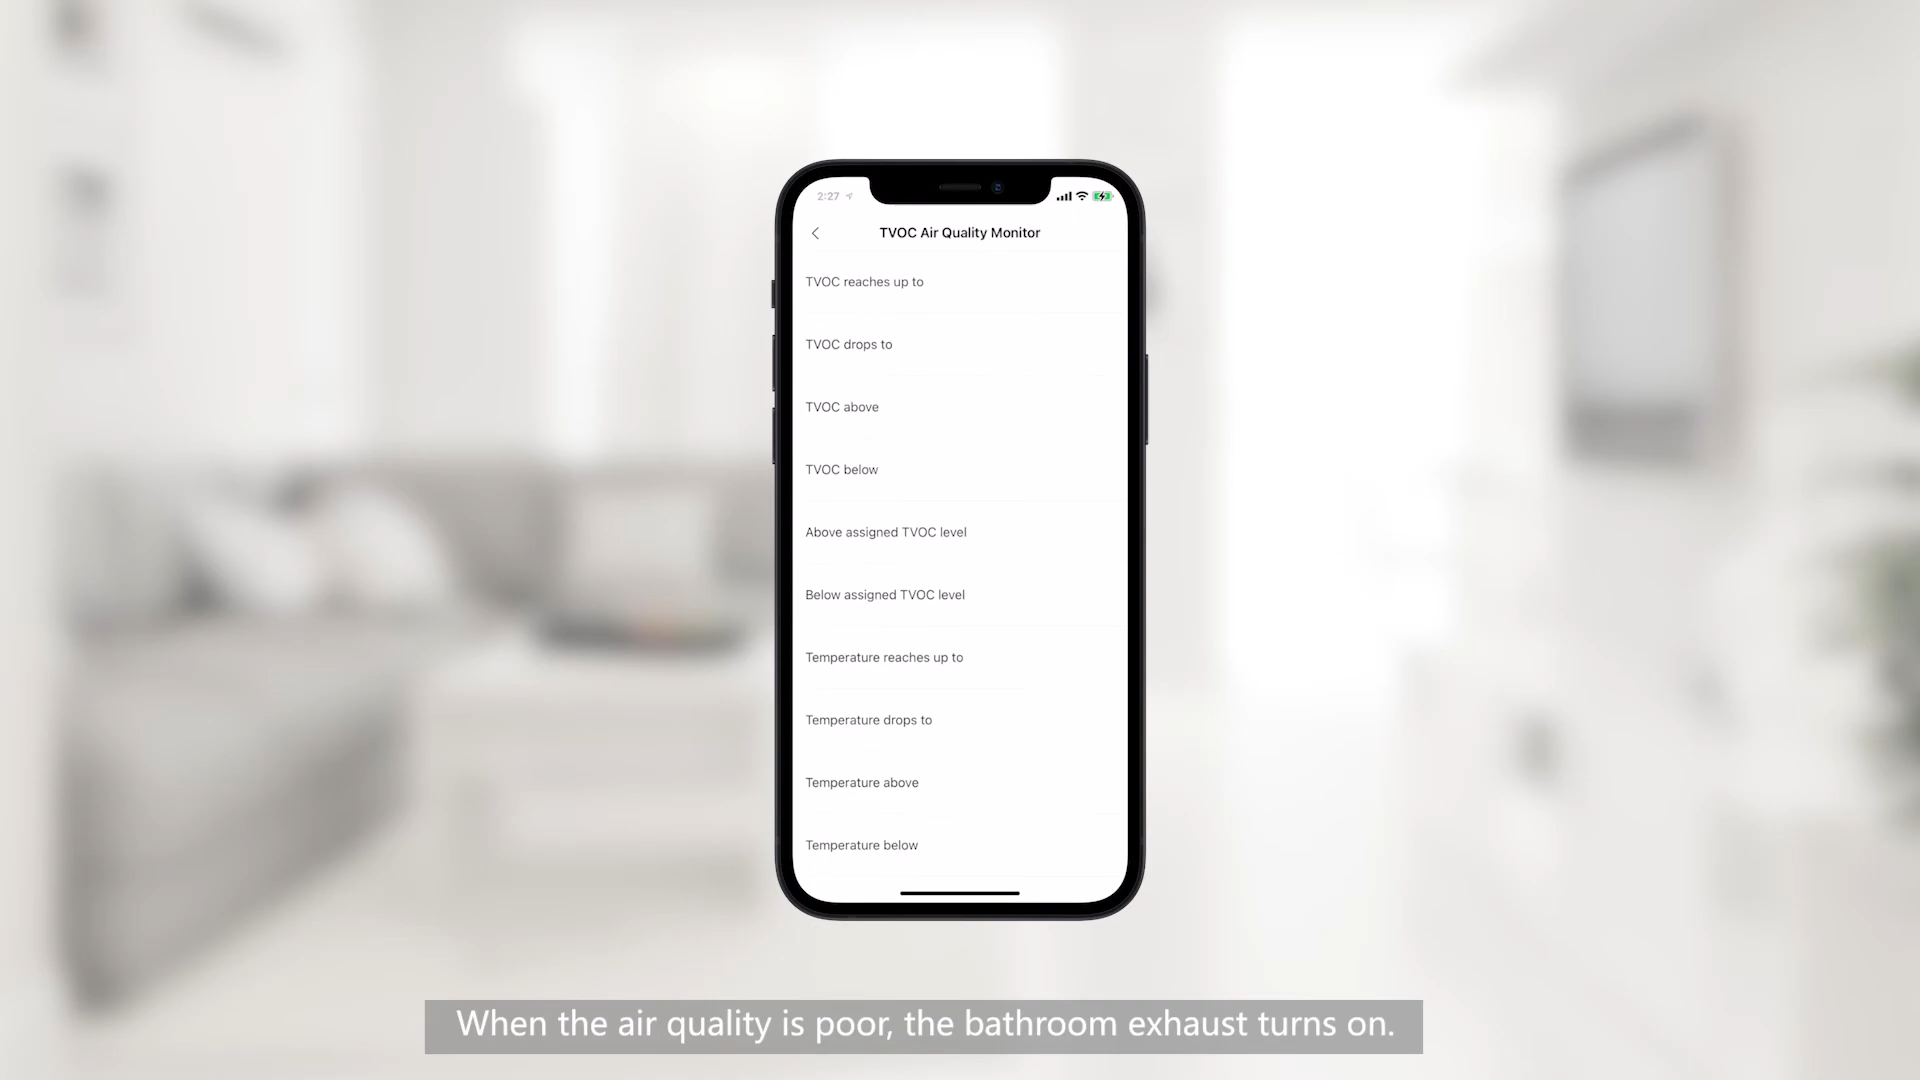 2:27
TVOC Air Quality Monitor
TVOC reaches up to
TVOC drops to
TVOC above
TVOC below
Above assigned TVOC level
Below assigned TVOC level
Temperature reaches up to
Temperature drops to
Temperature above
Temperature below
When the air quality is poor, the bathroom exhaust turns on.